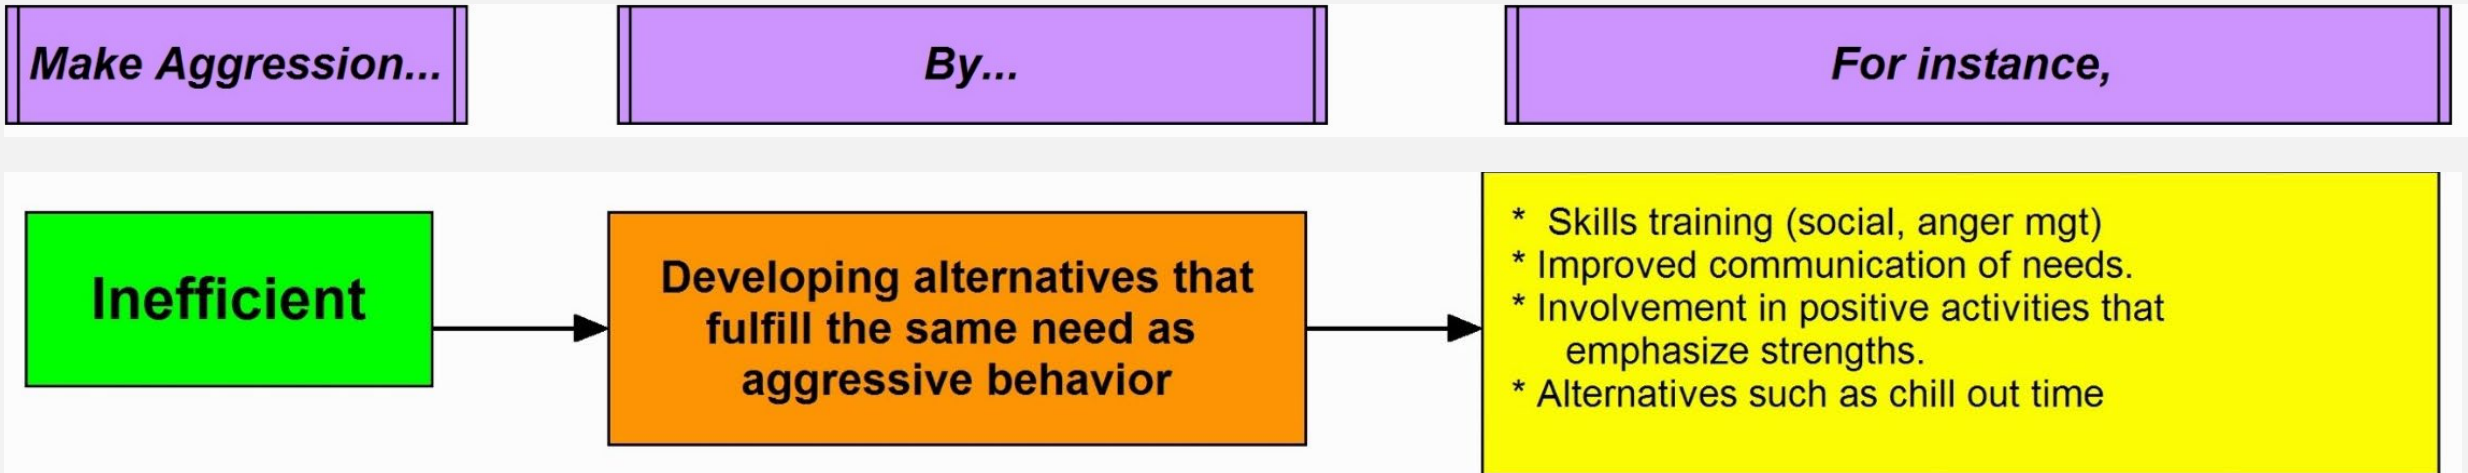 Make Aggression...
By...
For instance,
Inefficient
Developing alternatives that
fulfill the same need as
aggressive behavior
* Skills training (social, anger mgt)
* Improved communication of needs.
* Involvement in positive activities that
emphasize strengths.
* Alternatives such as chill out time